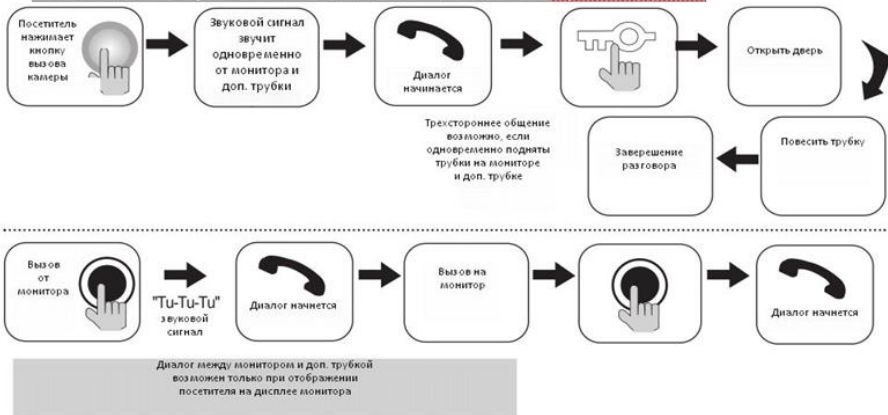 Посетитель
нажимает
кнопку
вызова
камеры
Звуковой сигнал
звучит
одновременно
от монитора и
доп. трубки
Диалог
начинается
Открыть дверь
Трехстороннее общение
возможно, если
одновременно подняты
трубки на мониторе
и доп. трубке
Повесить трубку
Заверешение
разговора
Вызов
от
монитора
"Tu-Tu-Tu"
звуковой
сигнал
Диалог начнется
Вызов на
монитор
Диалог начнется
Диалог между монитором и доп. трубкой
возможен только при отображении
посетителя на дисплее монитора